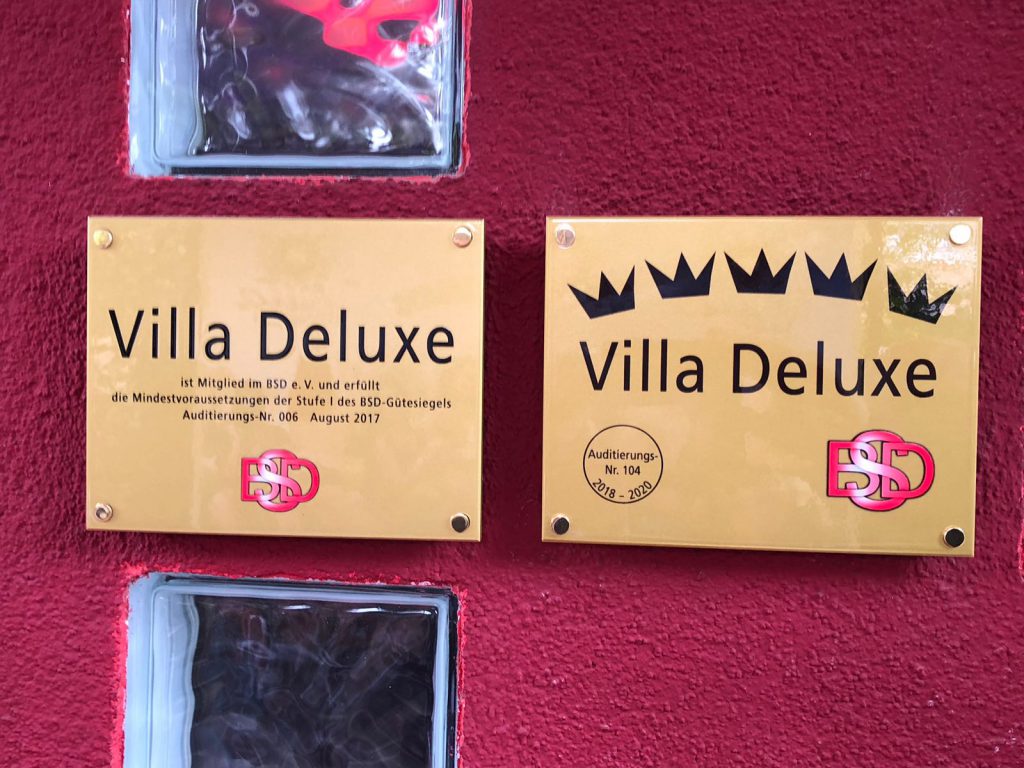 Villa Deluxe
ist Mitglied im BSD e. V. und erfüllt
die Mindestvoraussetzungen der Stufe I des BSD-Gütesiegels
Auditierungs-Nr. 006 August 2017
BSD
Villa Deluxe
Auditierungs-
Nr. 104
2018 - 2020
BSD